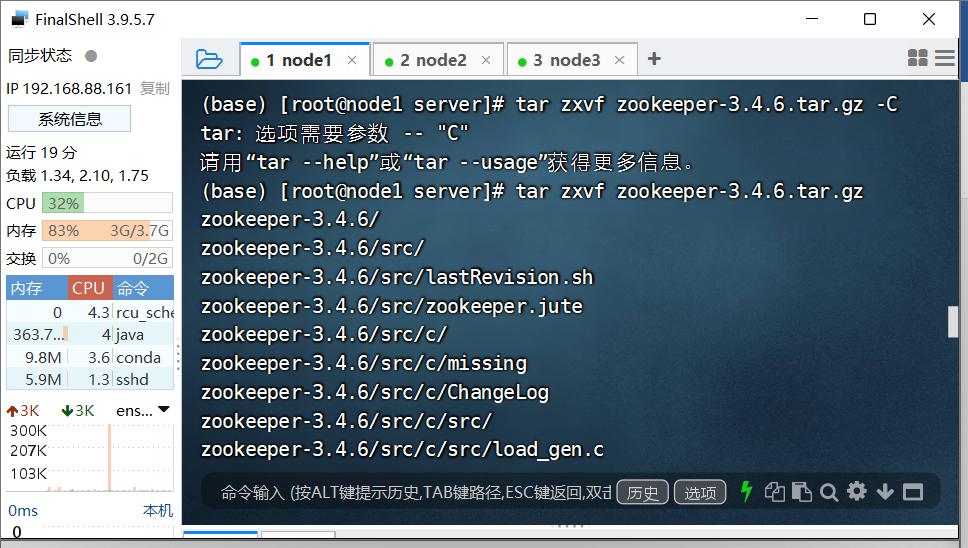 FinalShell 3.9.5.7
同步状态
IP 192.168.88.161 复制
系统信息
运行 19 分
负载 1.34, 2.10, 1.75
CPU 32%
内存 83% 3G/3.7G
交换 0% 0/2G
内存 CPU 命令
0 4.3 rcu_sche
363.7... 4 java
9.8M 3.6 conda
5.9M 1.3 sshd
3K 3K ens...
300K
207K
103K
0ms 本机
0
1 node1
2 node2
3 node3
(base) [root@node1 server]# tar zxvf zookeeper-3.4.6.tar.gz -C
tar: 选项需要参数 -- "C"
请用“tar --help”或“tar --usage”获得更多信息。
(base) [root@node1 server]# tar zxvf zookeeper-3.4.6.tar.gz
zookeeper-3.4.6/
zookeeper-3.4.6/src/
zookeeper-3.4.6/src/lastRevision.sh
zookeeper-3.4.6/src/zookeeper.jute
zookeeper-3.4.6/src/c/
zookeeper-3.4.6/src/c/missing
zookeeper-3.4.6/src/c/ChangeLog
zookeeper-3.4.6/src/c/src/
zookeeper-3.4.6/src/c/src/load_gen.c
命令输入 (按ALT键提示历史,TAB键路径,ESC键返回,双击 历史 选项